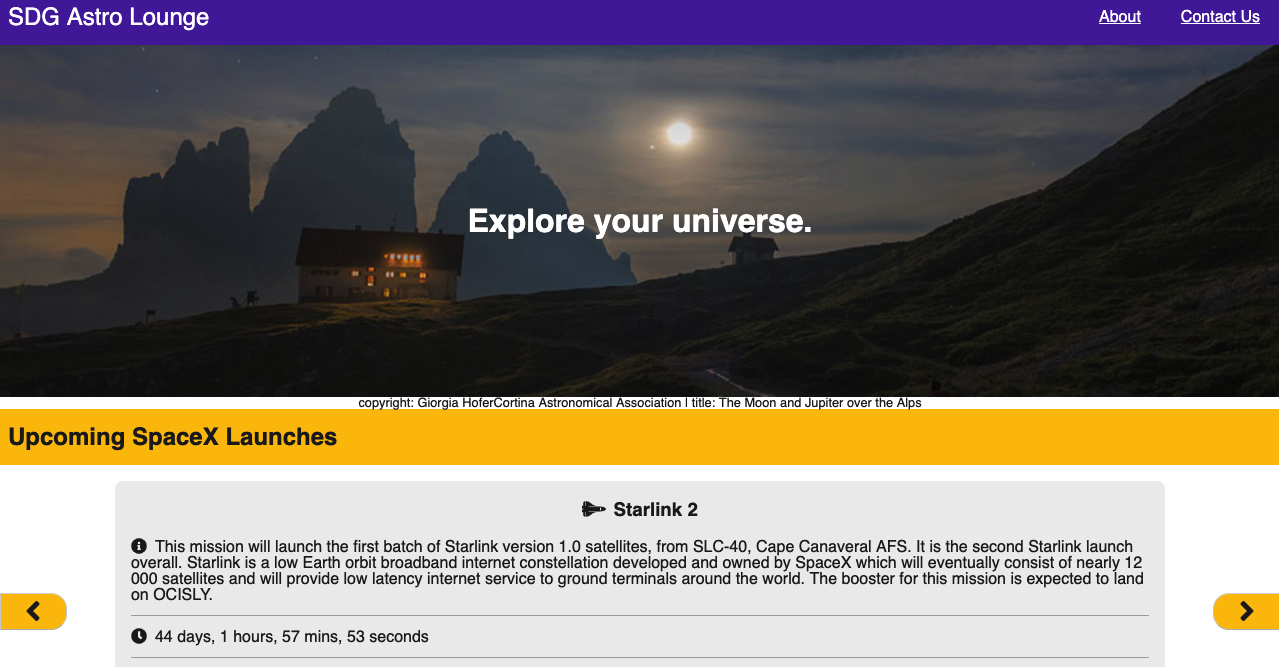 SDG Astro Lounge
About
Contact Us
Explore your universe.
copyright: Giorgia HoferCortina Astronomical Association | title: The Moon and Jupiter over the Alps
Upcoming SpaceX Launches
Starlink 2
This mission will launch the first batch of Starlink version 1.0 satellites, from SLC-40, Cape Canaveral AFS. It is the second Starlink launch
overall. Starlink is a low Earth orbit broadband internet constellation developed and owned by SpaceX which will eventually consist of nearly 12
000 satellites and will provide low latency internet service to ground terminals around the world. The booster for this mission is expected to land
on OCISLY.
44 days, 1 hours, 57 mins, 53 seconds